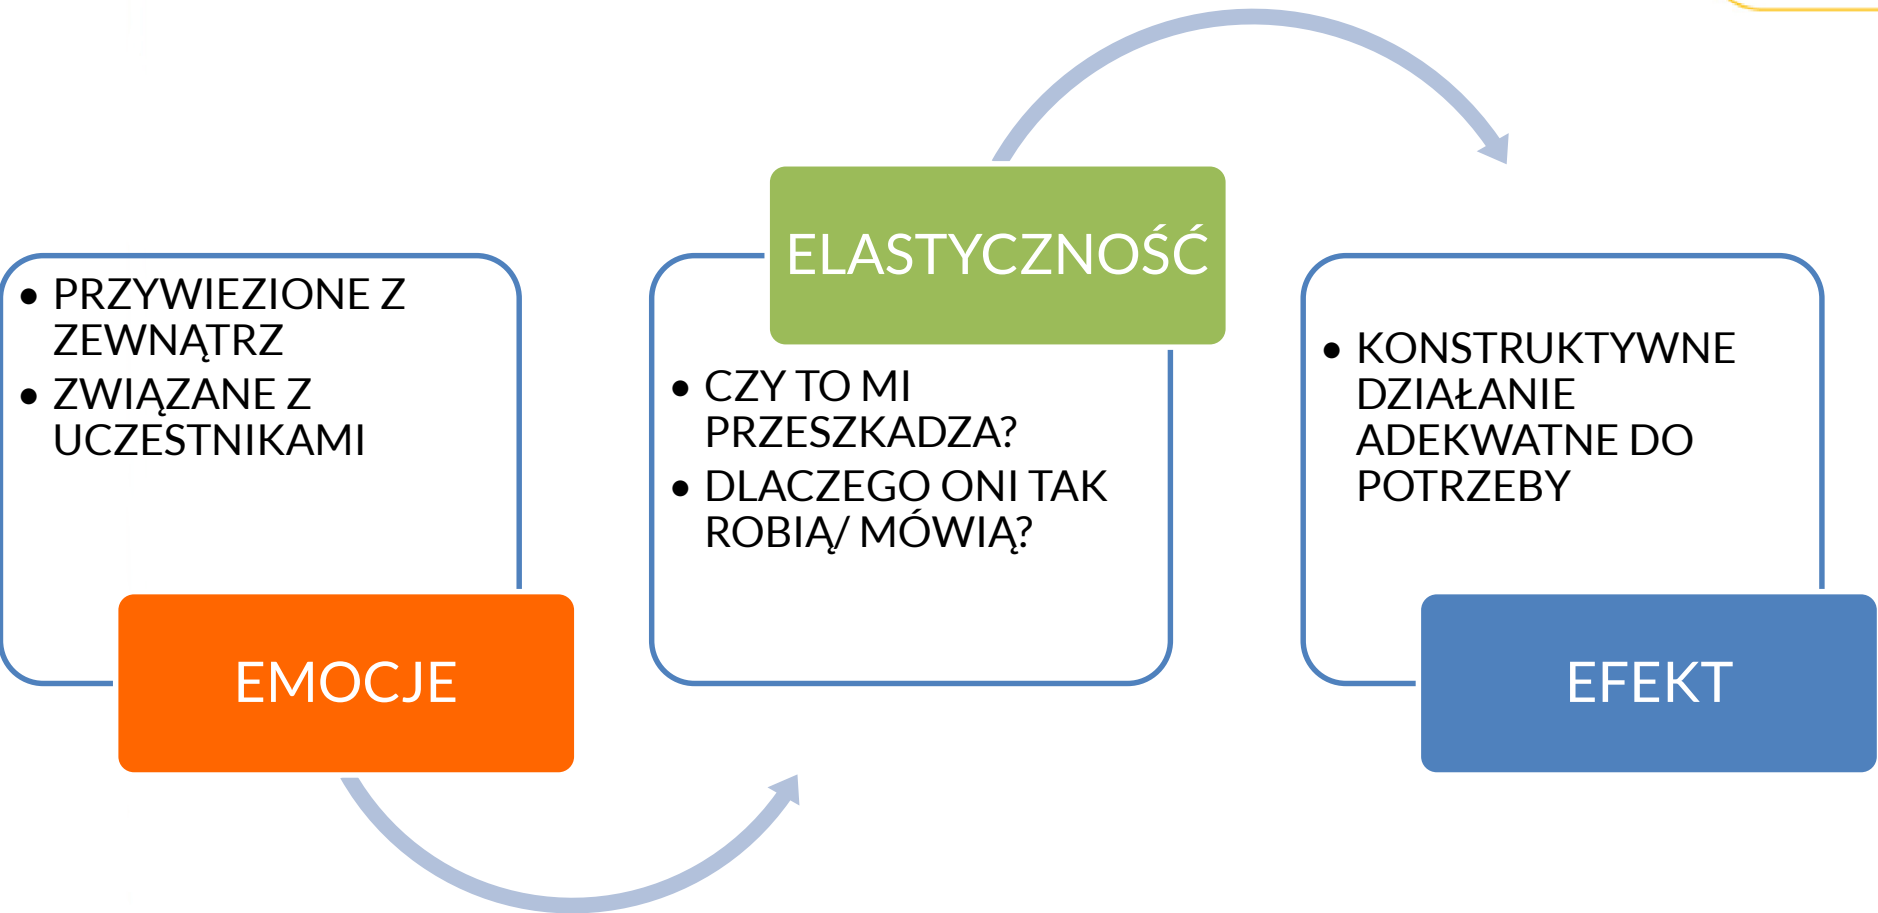 • PRZYWIEZIONE Z
ZEWNĄTRZ
• ZWIĄZANE Z
UCZESTNIKAMI
EMOCJE
ELASTYCZNOŚĆ
• CZY TO MI
PRZESZKADZA?
• DLACZEGO ONI TAK
ROBIĄ/ MÓWIĄ?
• KONSTRUKTYWNE
DZIAŁANIE
ADEKWATNE DO
POTRZEBY
EFEKT